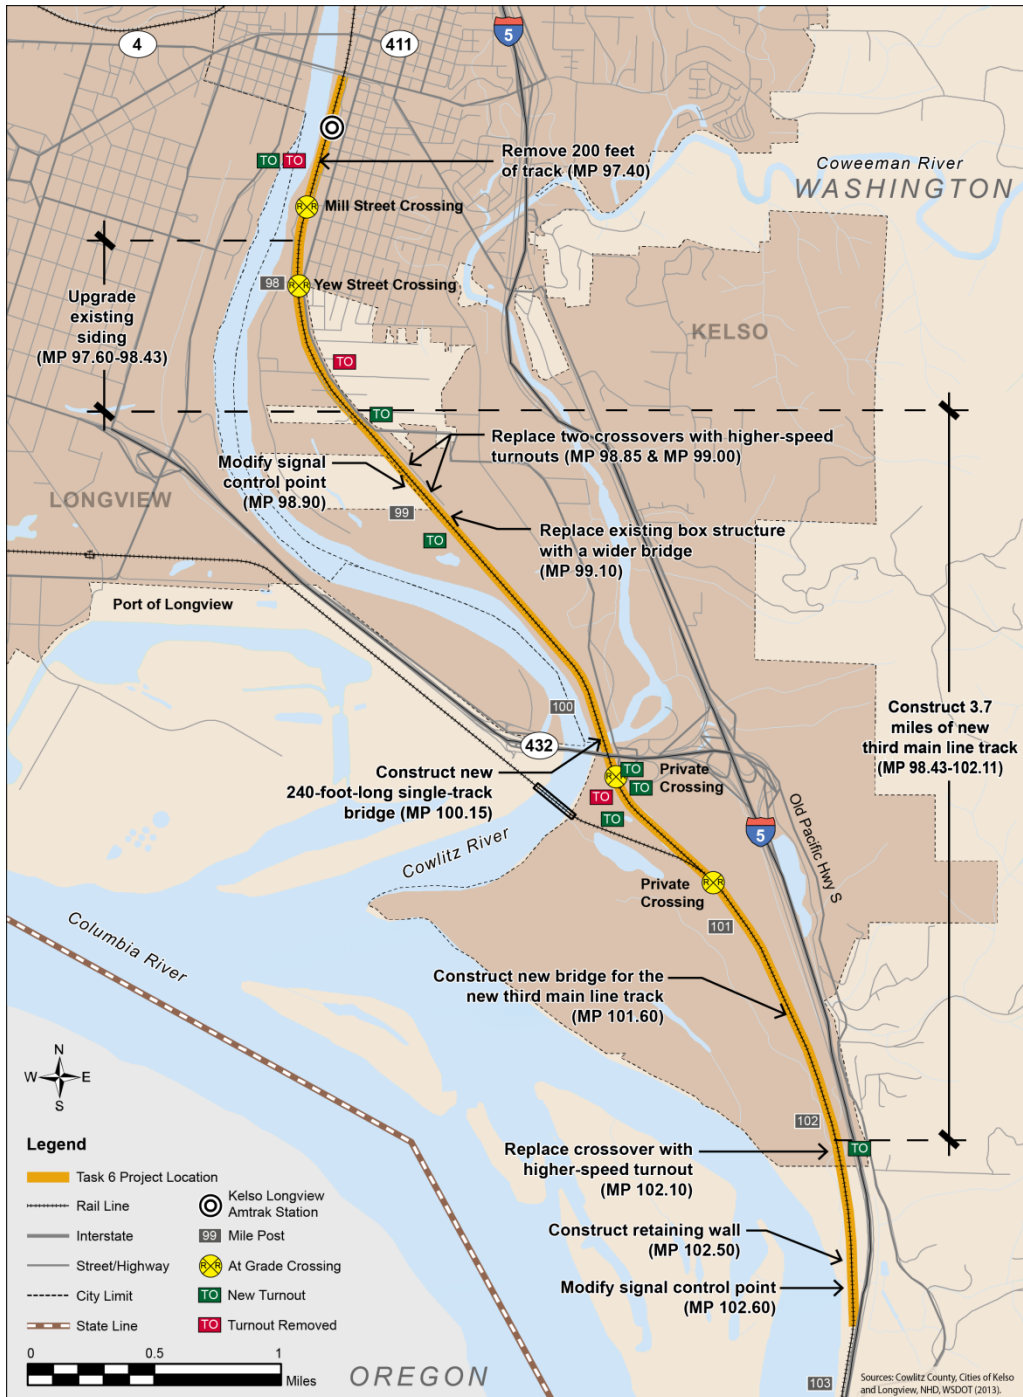 4
411
5
Remove 200 feet
of track (MP 97.40)
Coweeman River
WASHINGTON
TO
TO
Mill Street Crossing
R R
98
Yew Street Crossing
R R
Upgrade
existing
siding
(MP 97.60-98.43)
KELSO
TO
TO
Replace two crossovers with higher-speed
turnouts (MP 98.85 & MP 99.00)
Modify signal
control point
(MP 98.90)
LONGVIEW
99
TO
Replace existing box structure
with a wider bridge
(MP 99.10)
Port of Longview
100
Construct 3.7
miles of new
third main line track
(MP 98.43-102.11)
432
Construct new
240-foot-long single-track
bridge (MP 100.15)
R R
TO
TO
TO
TO
Private
Crossing
Old Pacific Hwy S
5
Cowlitz River
Private
Crossing
R R
101
Columbia River
Construct new bridge for the
new third main line track
(MP 101.60)
102
TO
Replace crossover with
higher-speed turnout
(MP 102.10)
Construct retaining wall
(MP 102.50)
Modify signal control point
(MP 102.60)
103
N
W E
S
Legend
Task 6 Project Location
Rail Line
Interstate
Street/Highway
City Limit
State Line
Kelso Longview
Amtrak Station
99 Mile Post
R R At Grade Crossing
TO New Turnout
TO Turnout Removed
0 0.5 1
Miles
OREGON
Sources: Cowlitz County, Cities of Kelso
and Longview, NHD, WSDOT (2013).